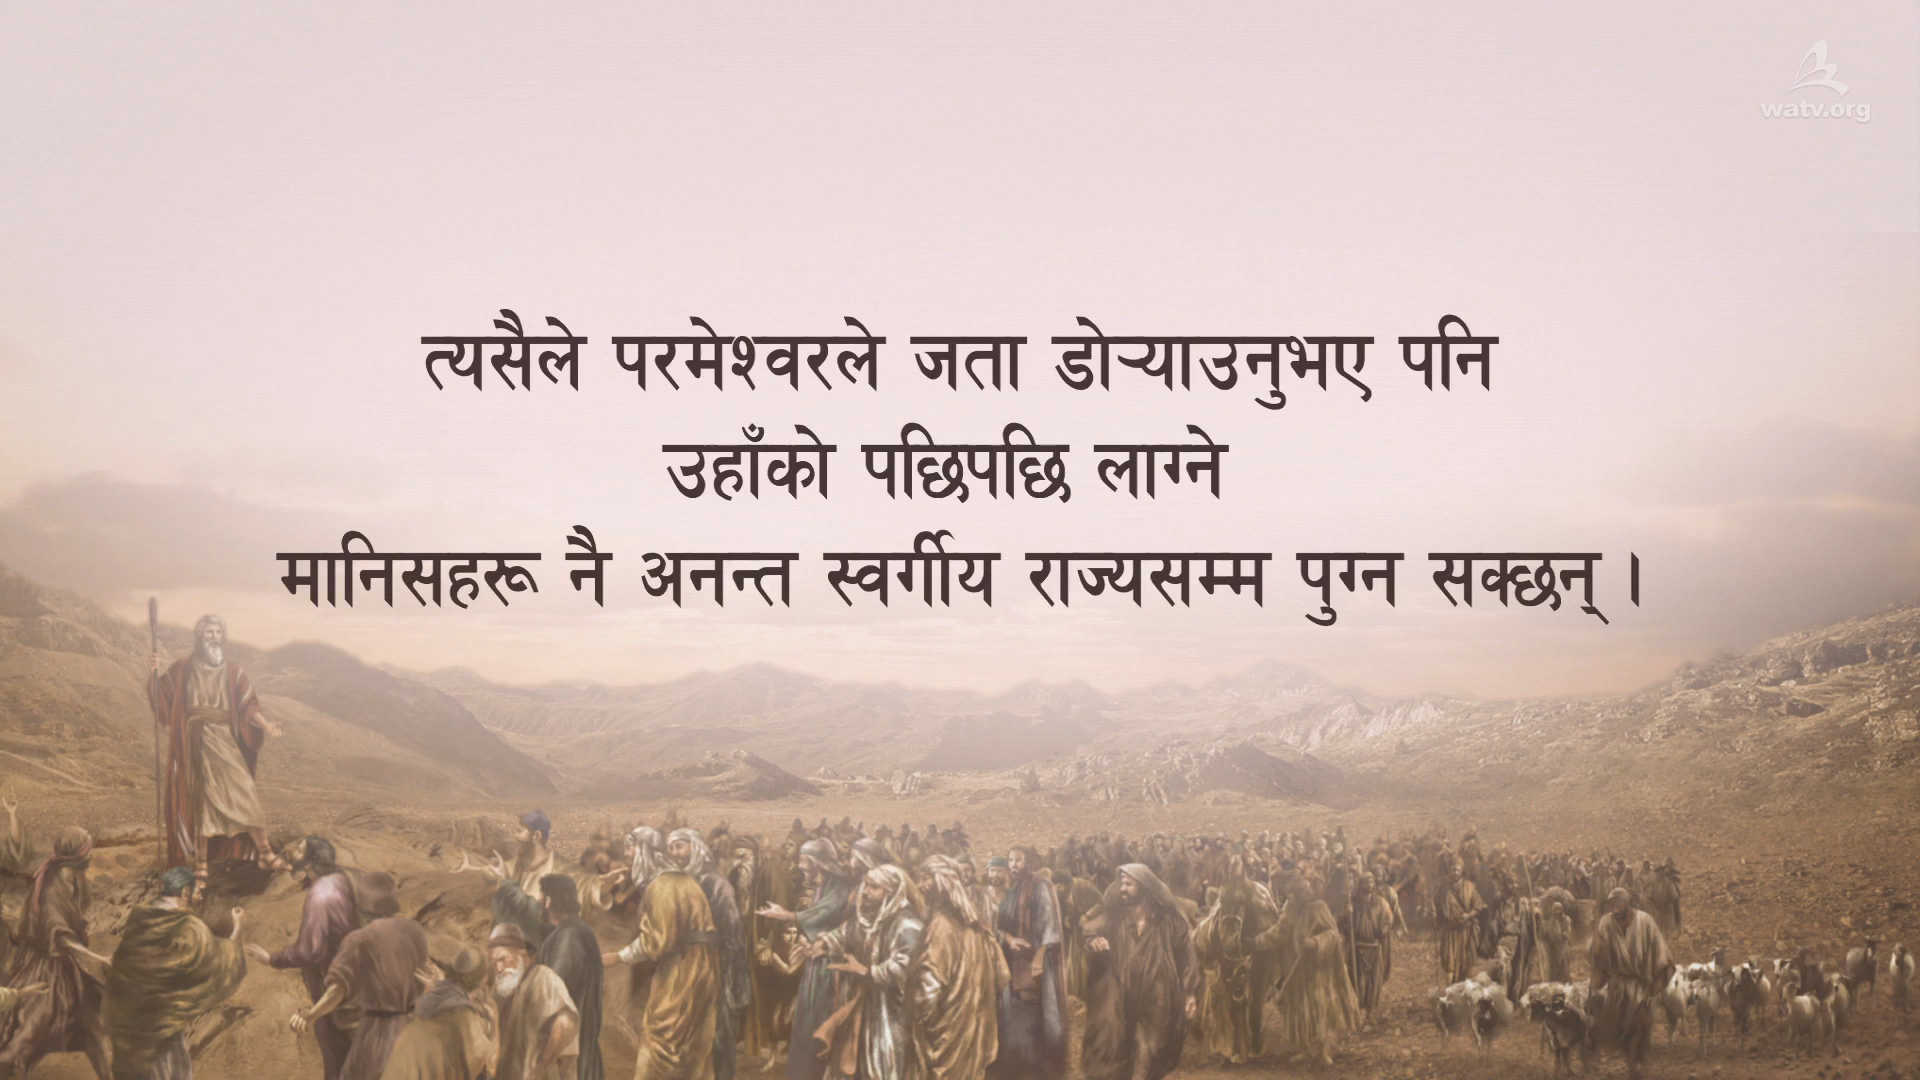 watv.org
त्यसैले परमेश्वरले जता डोर्‍याउनुभए पनि
उहाँको पछिपछि लाग्ने
मानिसहरू नै अनन्त स्वर्गीय राज्यसम्म पुग्न सक्छन् ।